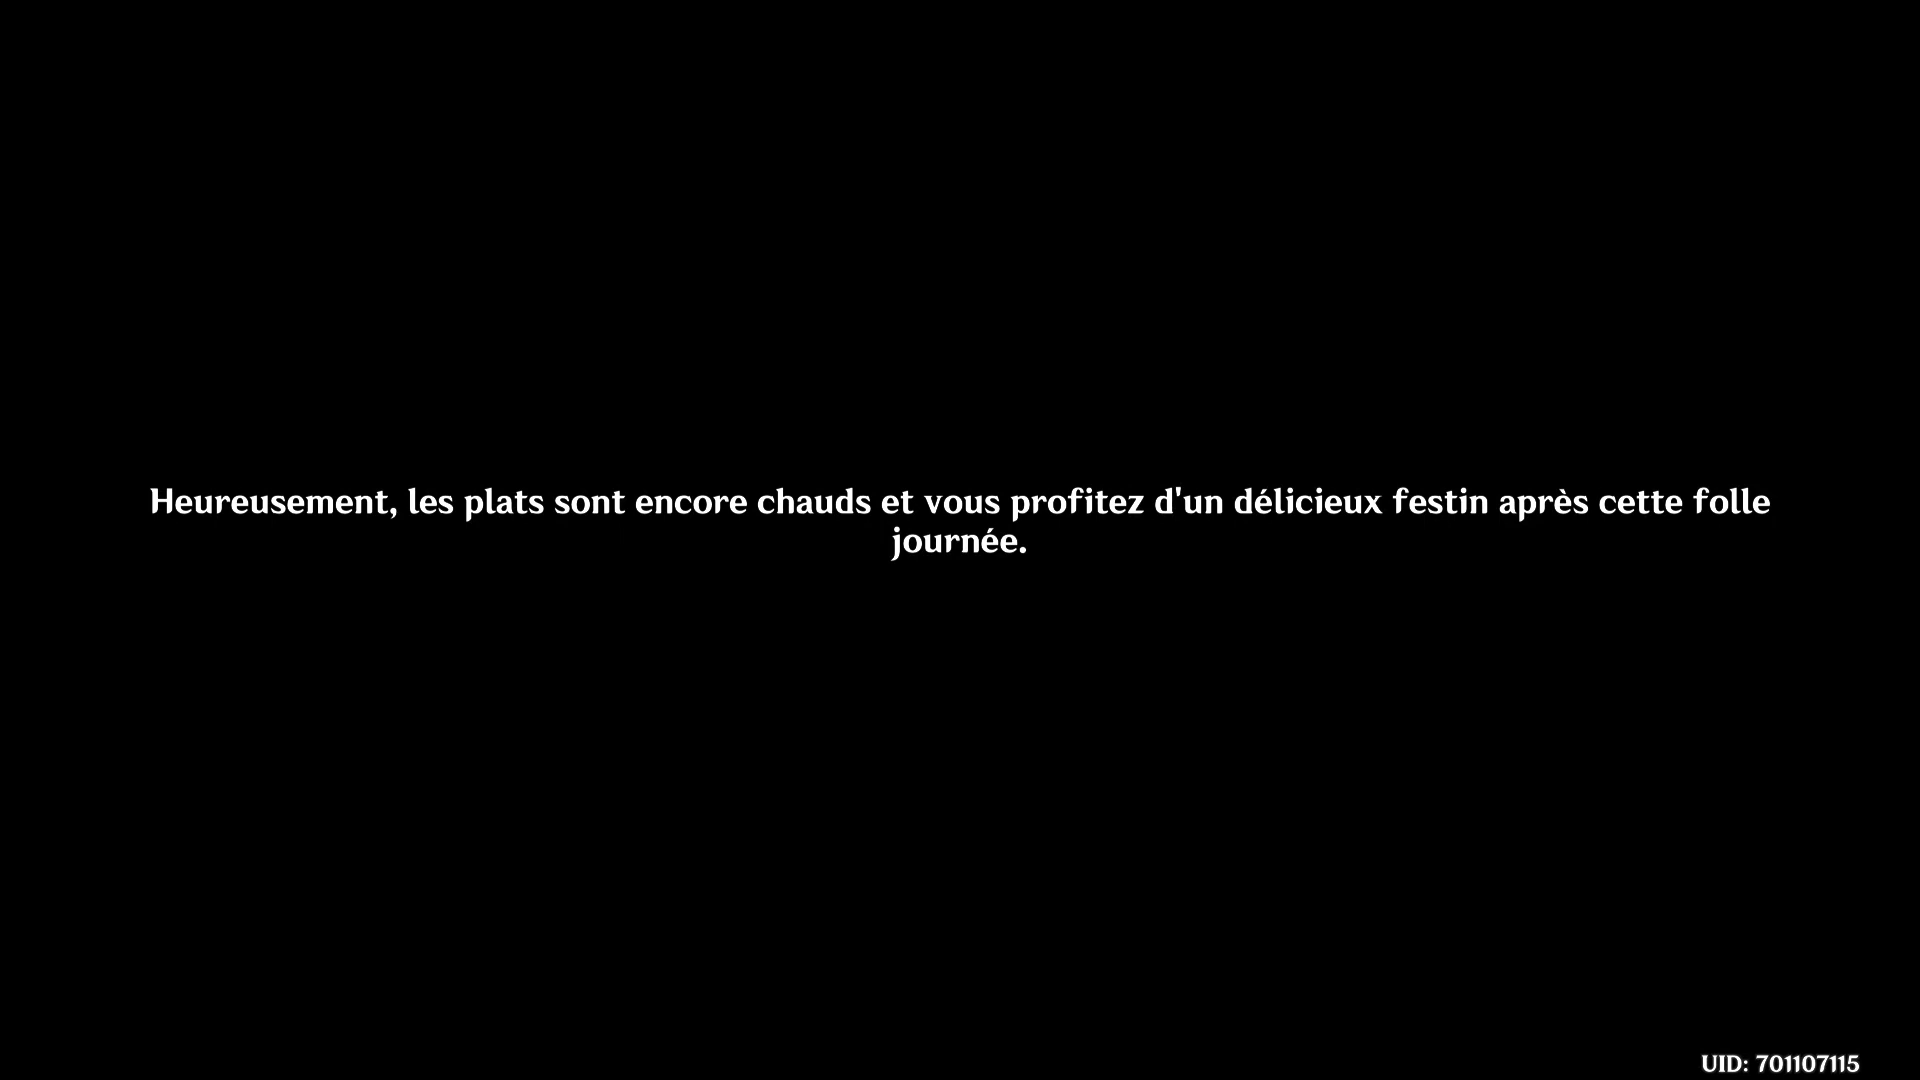 Heureusement, les plats sont encore chauds et vous profitez d'un délicieux festin après cette folle
journée.
UID: 701107115